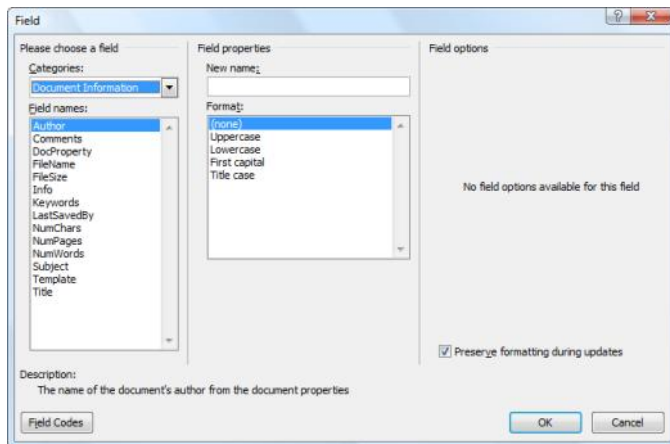 Field
Please choose a field
Categories:
Document Information
Field names:
Author
Comments
DocProperty
FileName
FileSize
Info
Keywords
LastSavedBy
NumChars
NumPages
NumWords
Subject
Template
Title
Field properties
New name:
Format:
(none)
Uppercase
Lowercase
First capital
Title case
Field options
No field options available for this field
Preserve formatting during updates
Description:
The name of the document's author from the document properties
Field Codes
OK
Cancel